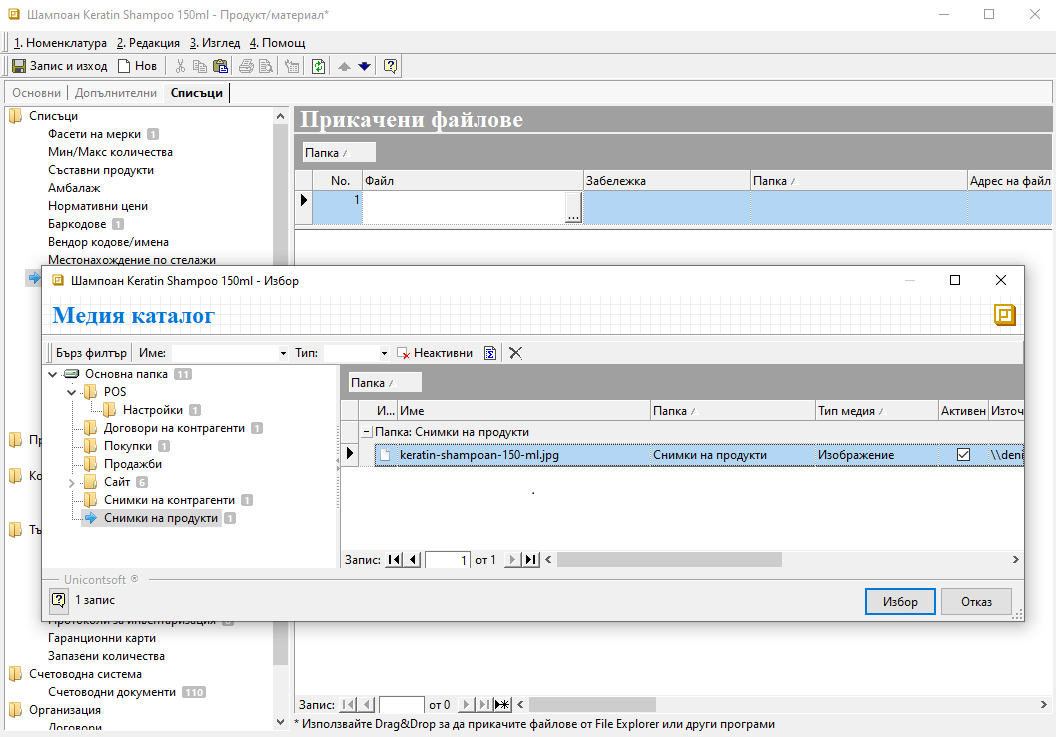 Шампоан Keratin Shampoo 150ml - Продукт/материал*
1. Номенклатура 2. Редакция 3. Изглед 4. Помощ
Запис и изход Нов
Основни Допълнителни Списъци
Списъци
Фасети на мерки 1
Мин/Макс количества
Съставни продукти
Амбалаж
Нормативни цени
Баркодове 1
Вендор кодове/имена
Местонахождение по стелажи
Прикачени файлове
Папка
No. Файл Забележка Папка Адрес на файл
1 ...
Шампоан Keratin Shampoo 150ml - Избор
Медия каталог
Бърз филтър Име: Тип: Неактивни
Основна папка 11
POS
Настройки 1
Договори на контрагенти 1
Покупки 1
Продажби
Сайт 6
Снимки на контрагенти 1
Снимки на продукти 1
Папка
И... Име Папка Тип медия Активен Източ
Папка: Снимки на продукти
keratin-shampoan-150-ml.jpg Снимки на продукти Изображение \\deni
Запис: 1 от 1
Unicontsoft ®
1 запис
Избор Отказ
Пр
Ко
Тъ
Протоколи за инвентаризация
Гаранционни карти
Запазени количества
Счетоводна система
Счетоводни документи 110
Организация
Договори
Запис: от 0
* Използвайте Drag&Drop за да прикачите файлове от File Explorer или други програми